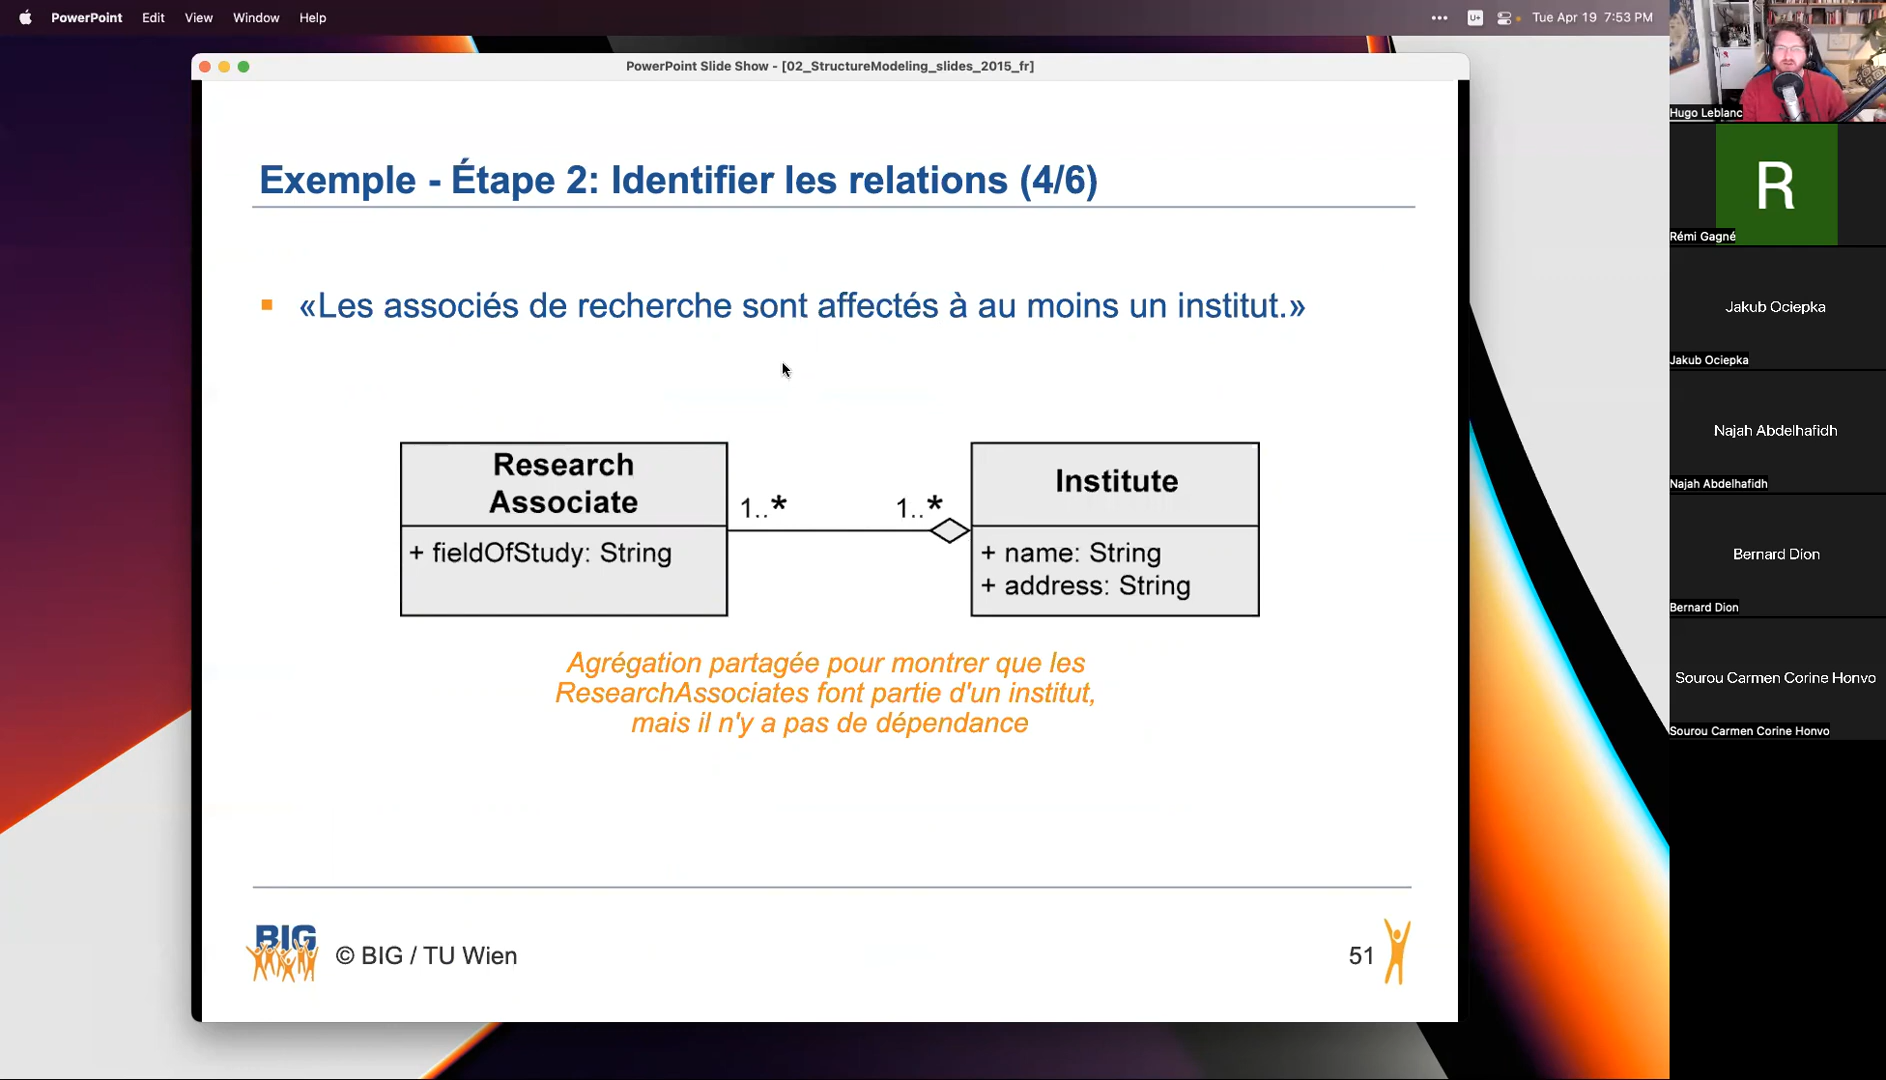 PowerPoint Edit View Window Help
Tue Apr 19 7:53 PM
PowerPoint Slide Show - [02_StructureModeling_slides_2015_fr]
Exemple - Étape 2: Identifier les relations (4/6)
«Les associés de recherche sont affectés à au moins un institut.»
Research
Associate
+ fieldOfStudy: String
1..*
1..*
Institute
+ name: String
+ address: String
Agrégation partagée pour montrer que les
ResearchAssociates font partie d'un institut,
mais il n'y a pas de dépendance
BIG
© BIG / TU Wien
51
Hugo Leblanc
R
Rémi Gagné
Jakub Ociepka
Jakub Ociepka
Najah Abdelhafidh
Najah Abdelhafidh
Bernard Dion
Bernard Dion
Sourou Carmen Corine Honvo
Sourou Carmen Corine Honvo